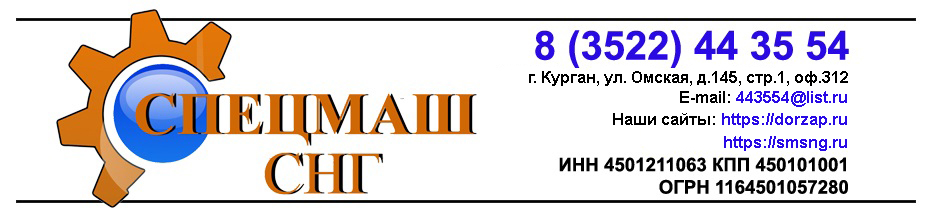 СПЕЦМАШ
СНГ
8 (3522) 44 35 54
г. Курган, ул. Омская, д.145, стр.1, оф.312
E-mail: 443554@list.ru
Наши сайты: https://dorzap.ru
https://smsng.ru
ИНН 4501211063 КПП 450101001
ОГРН 1164501057280